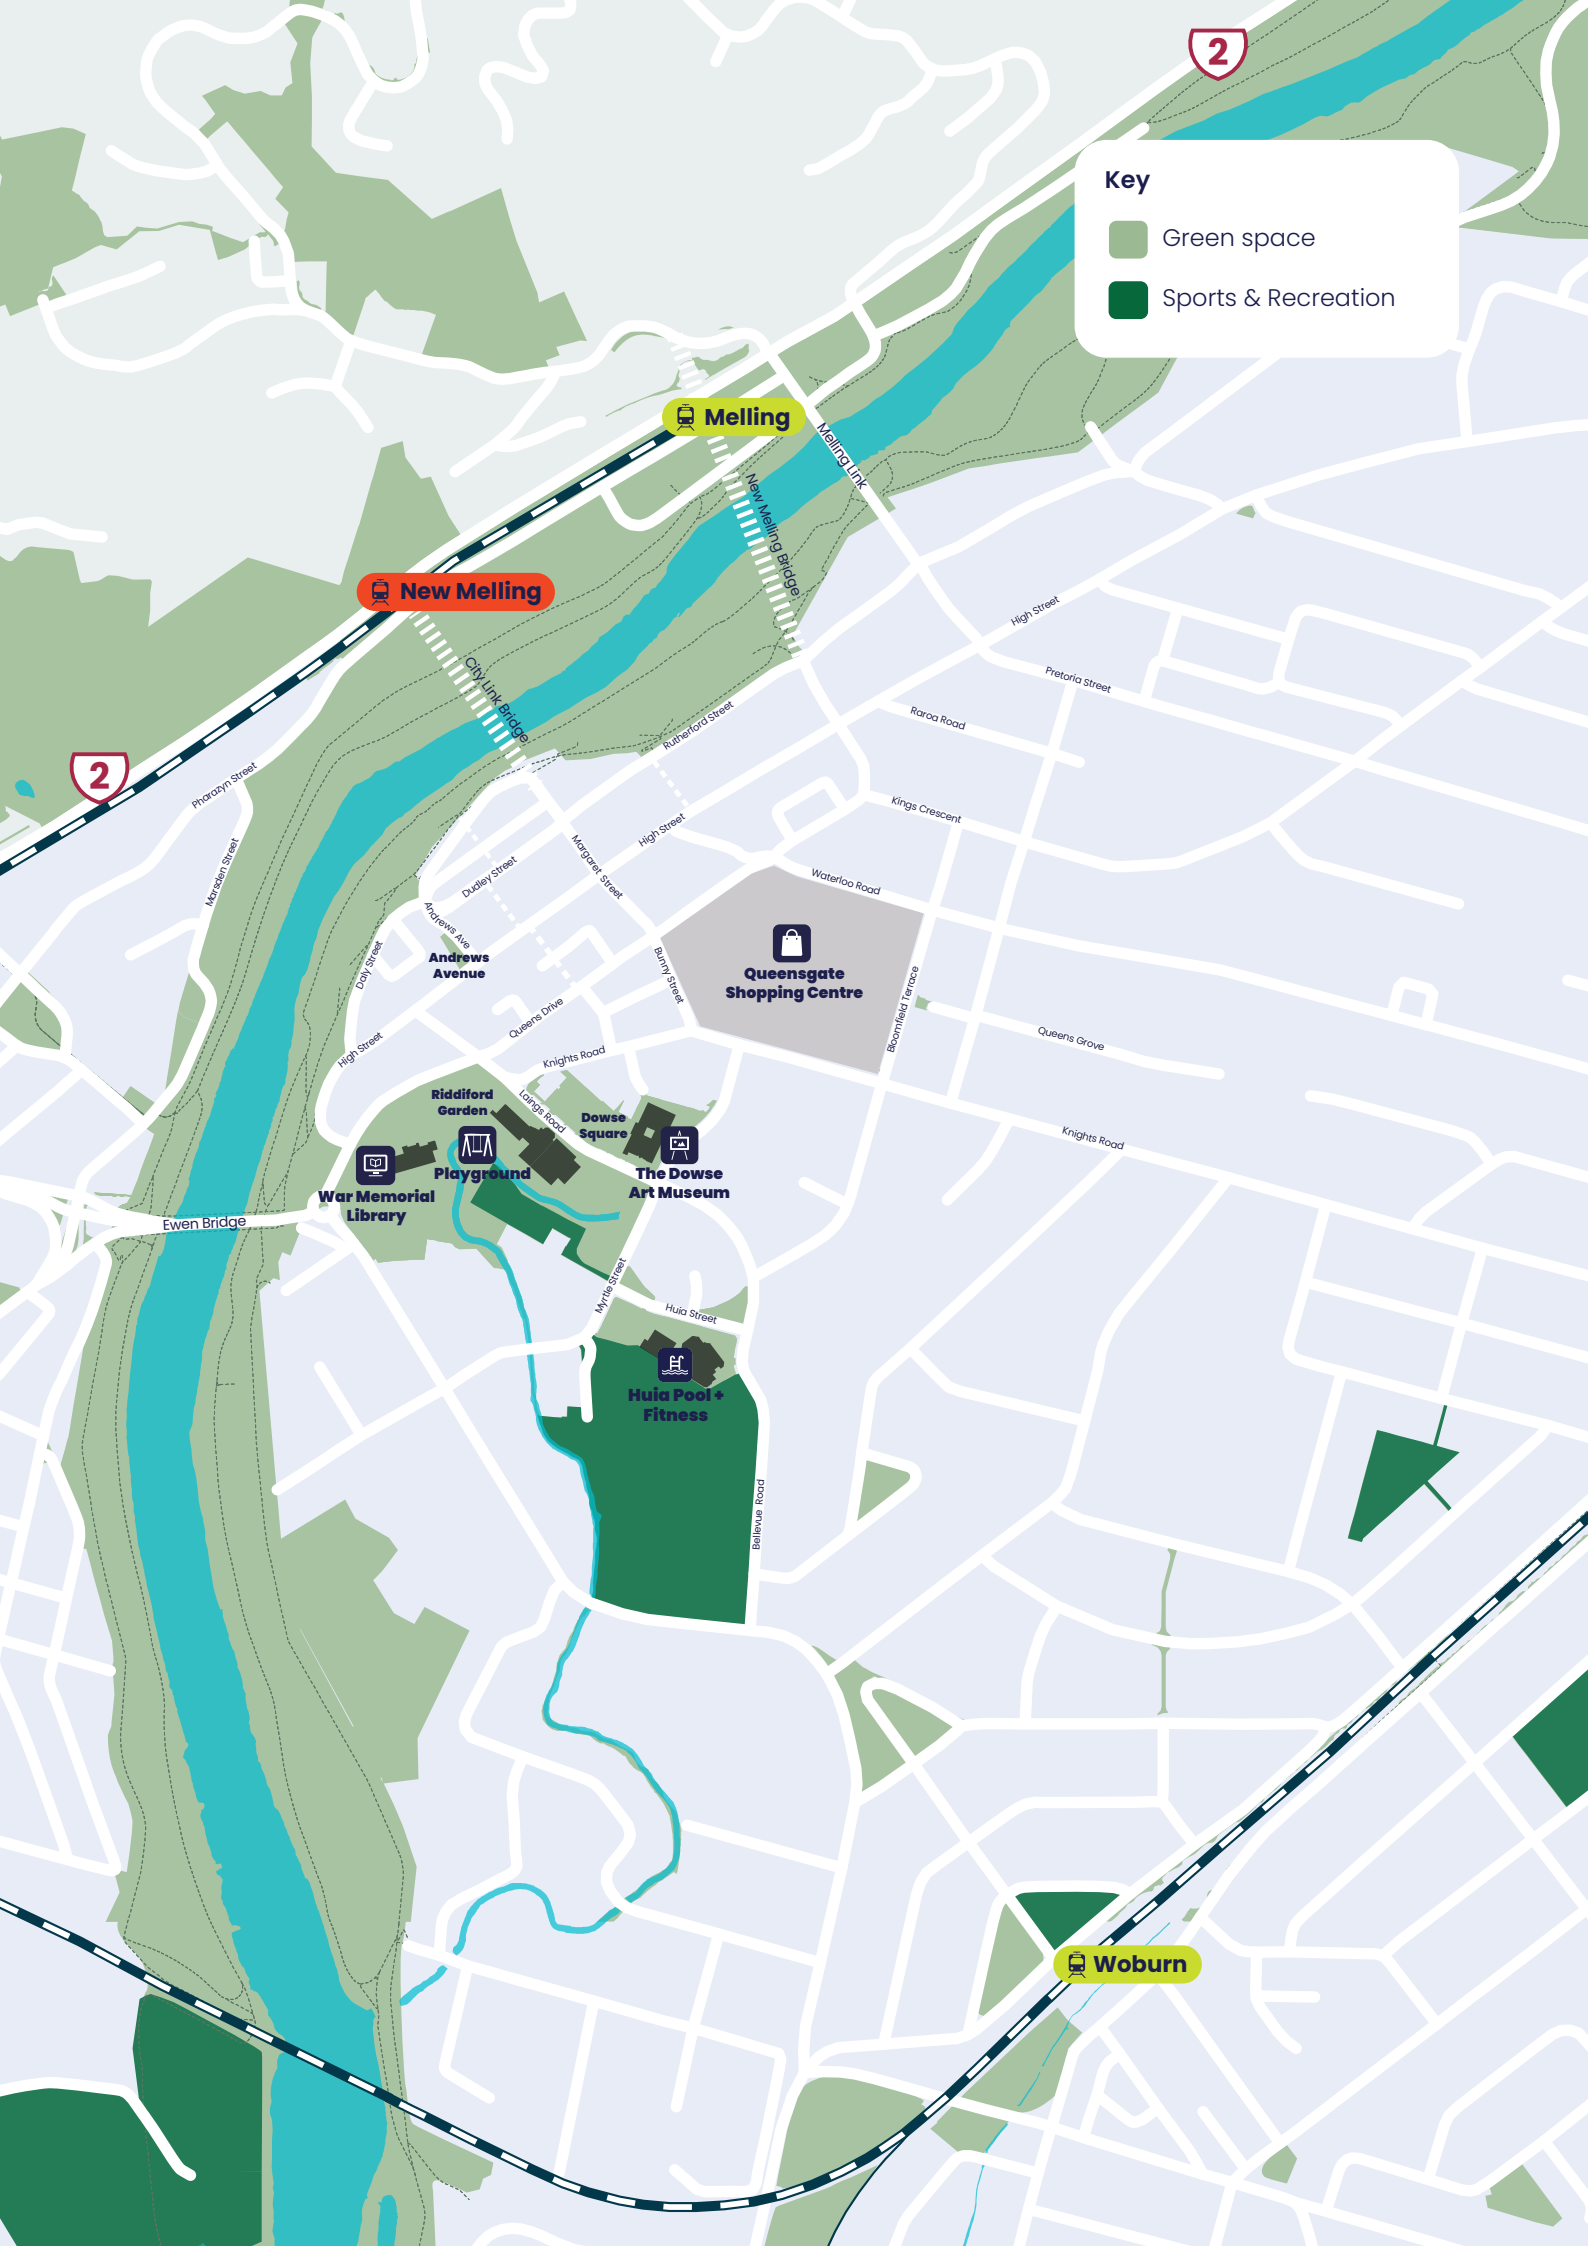 2
Key
Green space
Sports & Recreation
Melling
Melling Link
New Melling Bridge
New Melling
High Street
City Link Bridge
Pretoria Street
Raroa Road
Rutherford Street
2
Pharazyn Street
Kings Crescent
High Street
Marsden Street
Margaret Street
Dudley Street
Waterloo Road
Andrews Ave
Andrews
Avenue
Daly Street
Bunny Street
Queensgate
Shopping Centre
Bloomfield Terrace
Queens Drive
High Street
Queens Grove
Knights Road
Riddiford
Garden
Laings Road
Dowse
Square
Knights Road
Playground
The Dowse
Art Museum
War Memorial
Library
Ewen Bridge
Myrtle Street
Huia Street
Huia Pool +
Fitness
Bellevue Road
Woburn